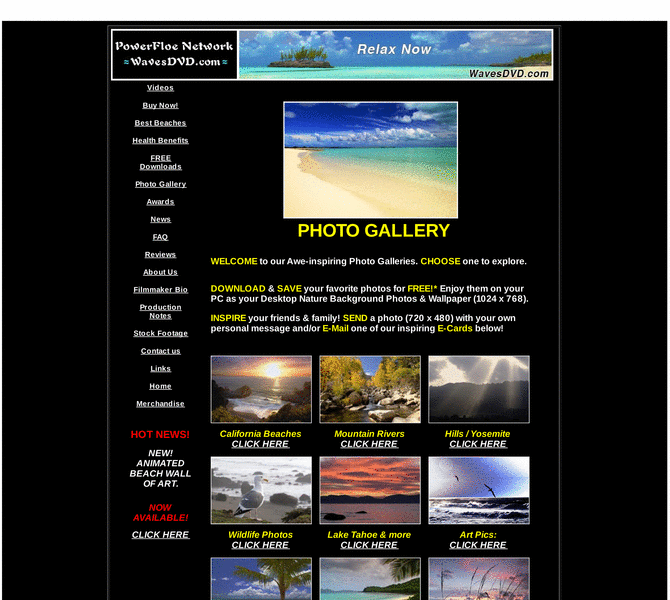 PowerFloe Network
≈WavesDVD.com≈
Relax Now
WavesDVD.com
Videos
Buy Now!
Best Beaches
Health Benefits
FREE
Downloads
Photo Gallery
Awards
News
FAQ
Reviews
About Us
Filmmaker Bio
Production
Notes
Stock Footage
Contact us
Links
Home
Merchandise
HOT NEWS!
NEW!
ANIMATED
BEACH WALL
OF ART.
NOW
AVAILABLE!
CLICK HERE
PHOTO GALLERY
WELCOME to our Awe-inspiring Photo Galleries. CHOOSE one to explore.
DOWNLOAD & SAVE your favorite photos for FREE!* Enjoy them on your
PC as your Desktop Nature Background Photos & Wallpaper (1024 x 768).
INSPIRE your friends & family! SEND a photo (720 x 480) with your own
personal message and/or E-Mail one of our inspiring E-Cards below!
California Beaches
CLICK HERE
Mountain Rivers
CLICK HERE
Hills / Yosemite
CLICK HERE
Wildlife Photos
CLICK HERE
Lake Tahoe & more
CLICK HERE
Art Pics:
CLICK HERE